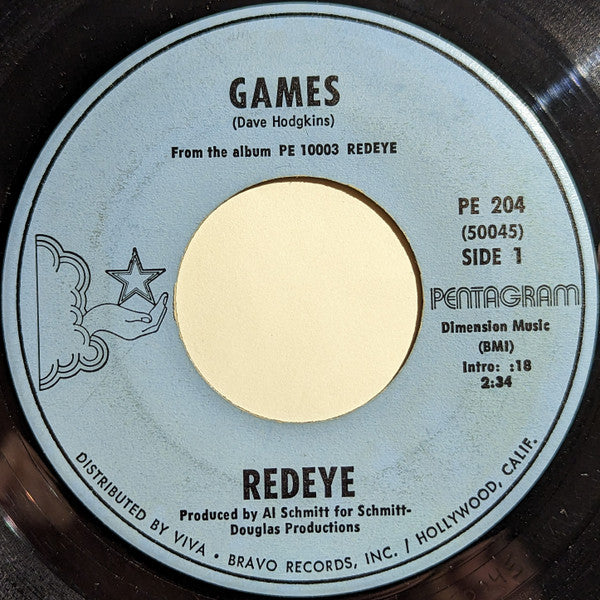 GAMES
(Dave Hodgkins)
From the album PE 10003 REDEYE
PE 204
(50045)
SIDE 1
PENTAGRAM
Dimension Music
(BMI)
Intro: :18
2:34
REDEYE
Produced by Al Schmitt for Schmitt-
Douglas Productions
DISTRIBUTED BY VIVA • BRAVO RECORDS, INC. / HOLLYWOOD, CALIF.